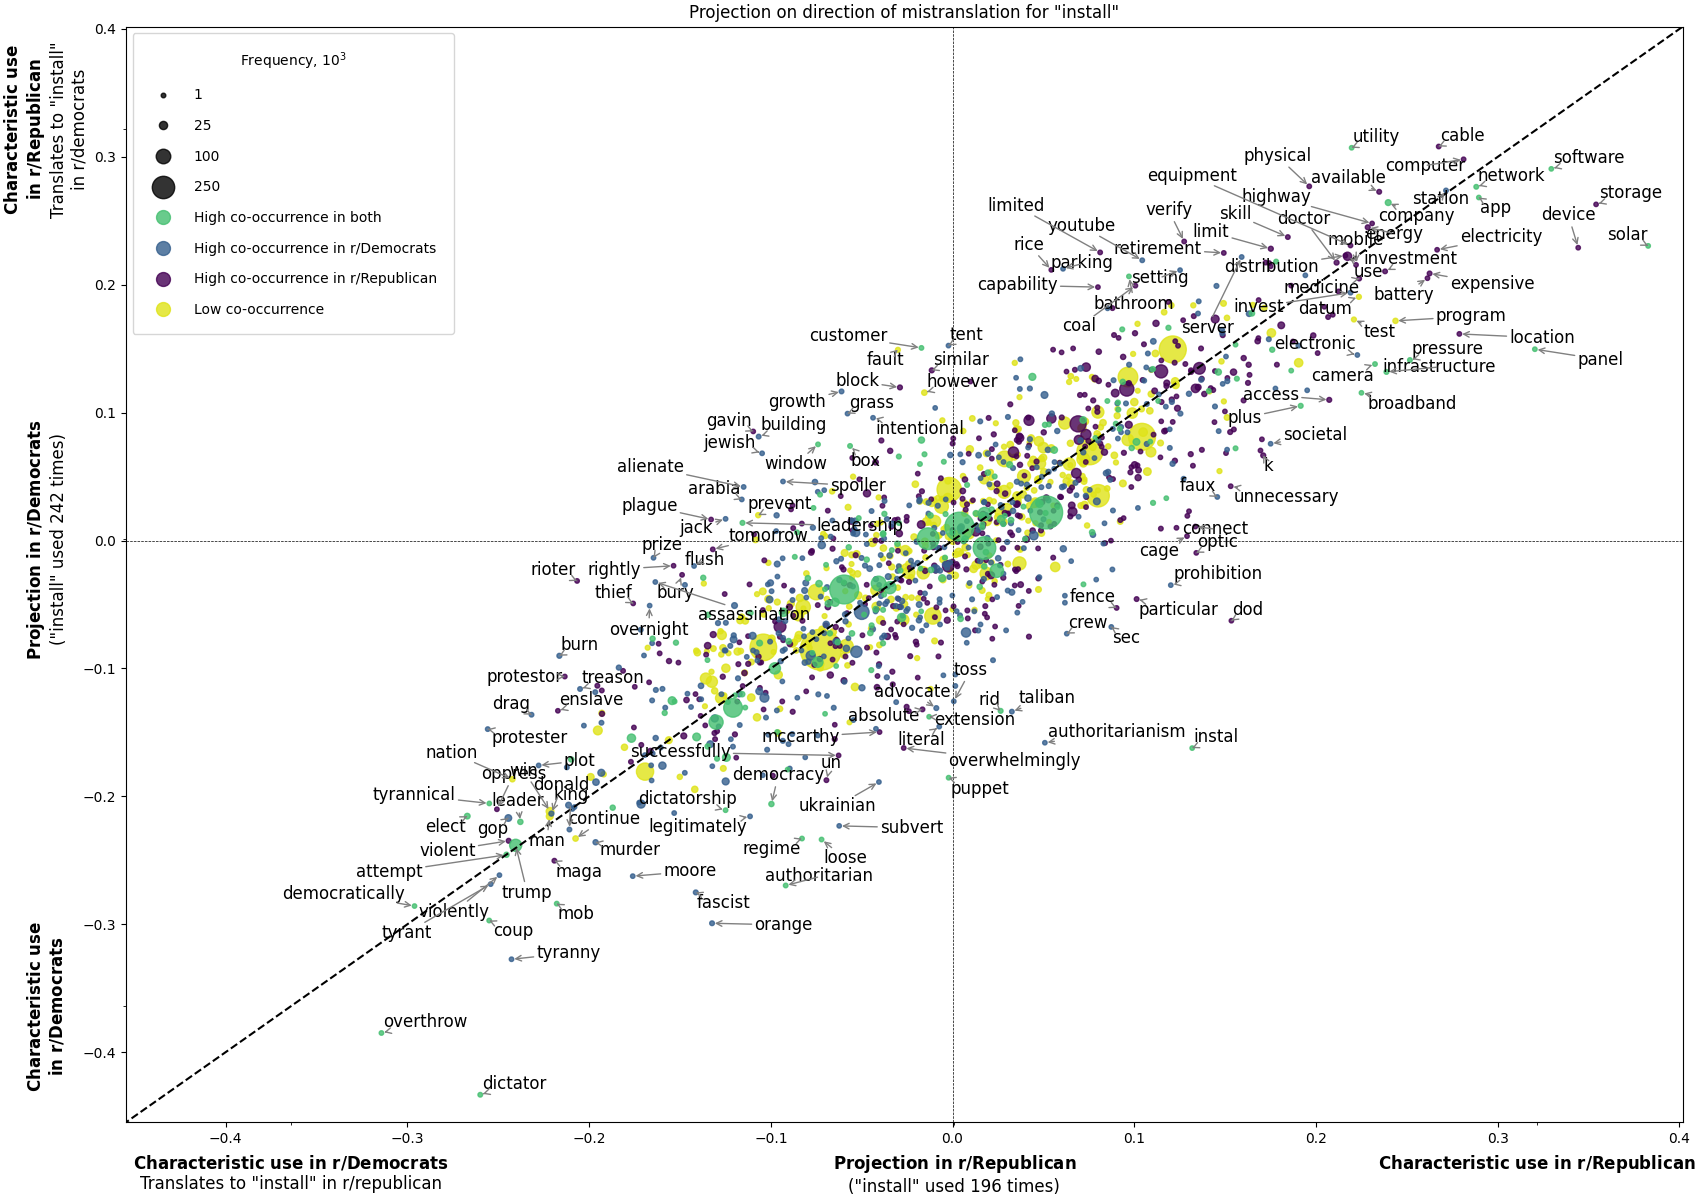 Projection on direction of mistranslation for "install"
Characteristic use
in r/Republican
Translates to "install"
in r/democrats
Projection in r/Democrats
("install" used 242 times)
Characteristic use
in r/Democrats
0.4
0.3
0.2
0.1
0.0
−0.1
−0.2
−0.3
−0.4
Frequency, 10³
1
25
100
250
High co-occurrence in both
High co-occurrence in r/Democrats
High co-occurrence in r/Republican
Low co-occurrence
utility
cable
physical
computer
software
equipment
available
network
highway
station
storage
limited
verify
skill
doctor
company
app
device
youtube
limit
mobile
energy
electricity
solar
rice
retirement
parking
distribution
investment
use
capability
setting
medicine
battery
expensive
bathroom
invest
datum
program
coal
server
test
location
customer
tent
electronic
pressure
panel
fault
similar
camera
infrastructure
block
however
access
broadband
growth
grass
plus
gavin
building
intentional
societal
jewish
window
box
k
alienate
spoiler
faux
unnecessary
arabia
prevent
plague
jack
leadership
connect
tomorrow
optic
prize
cage
flush
rioter
rightly
prohibition
thief
bury
fence
assassination
particular
dod
overnight
crew
sec
burn
toss
protestor
treason
advocate
rid
taliban
drag
enslave
absolute
extension
protester
mccarthy
literal
authoritarianism
instal
nation
successfully
overwhelmingly
win
plot
un
oppress
democracy
puppet
tyrannical
donald
leader
king
dictatorship
ukrainian
elect
gop
continue
legitimately
subvert
violent
man
murder
regime
loose
attempt
maga
moore
authoritarian
democratically
trump
violently
mob
fascist
tyrant
coup
orange
tyranny
overthrow
dictator
−0.4
−0.3
−0.2
−0.1
0.0
0.1
0.2
0.3
0.4
Characteristic use in r/Democrats
Translates to "install" in r/republican
Projection in r/Republican
("install" used 196 times)
Characteristic use in r/Republican